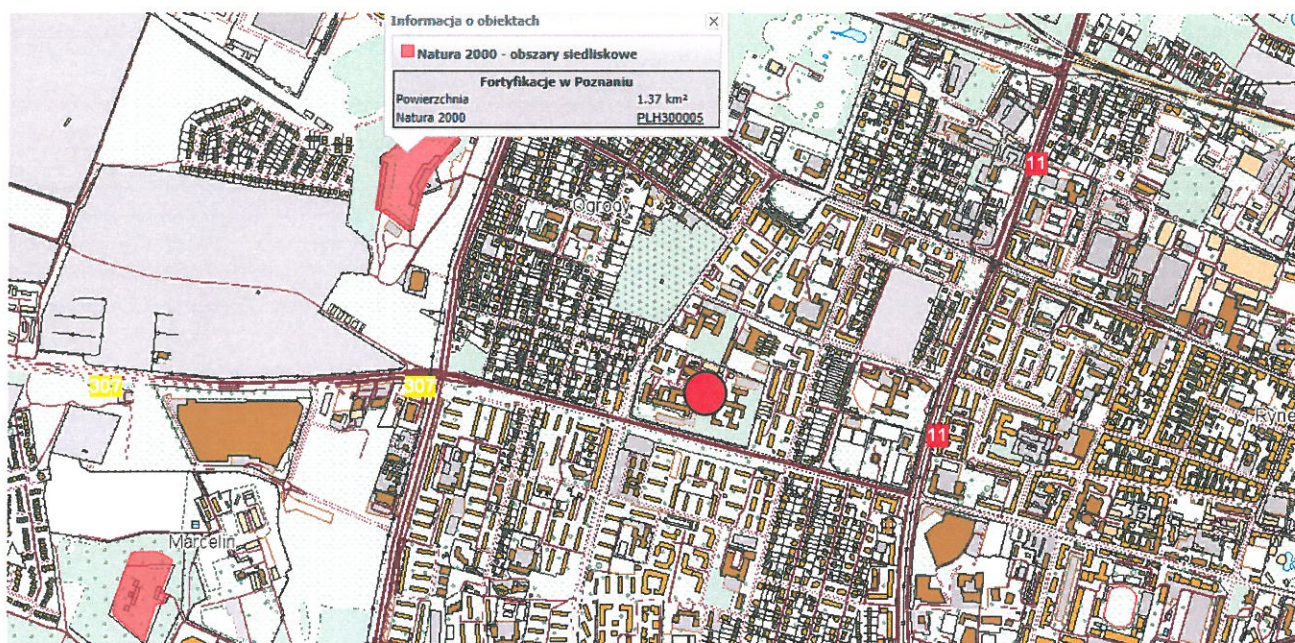 Informacja o obiektach
Natura 2000 - obszary siedliskowe
Fortyfikacje w Poznaniu
Powierzchnia 1.37 km²
Natura 2000 PLH300005
11
Ogrody
307
307
11
Ryne
Marcelin